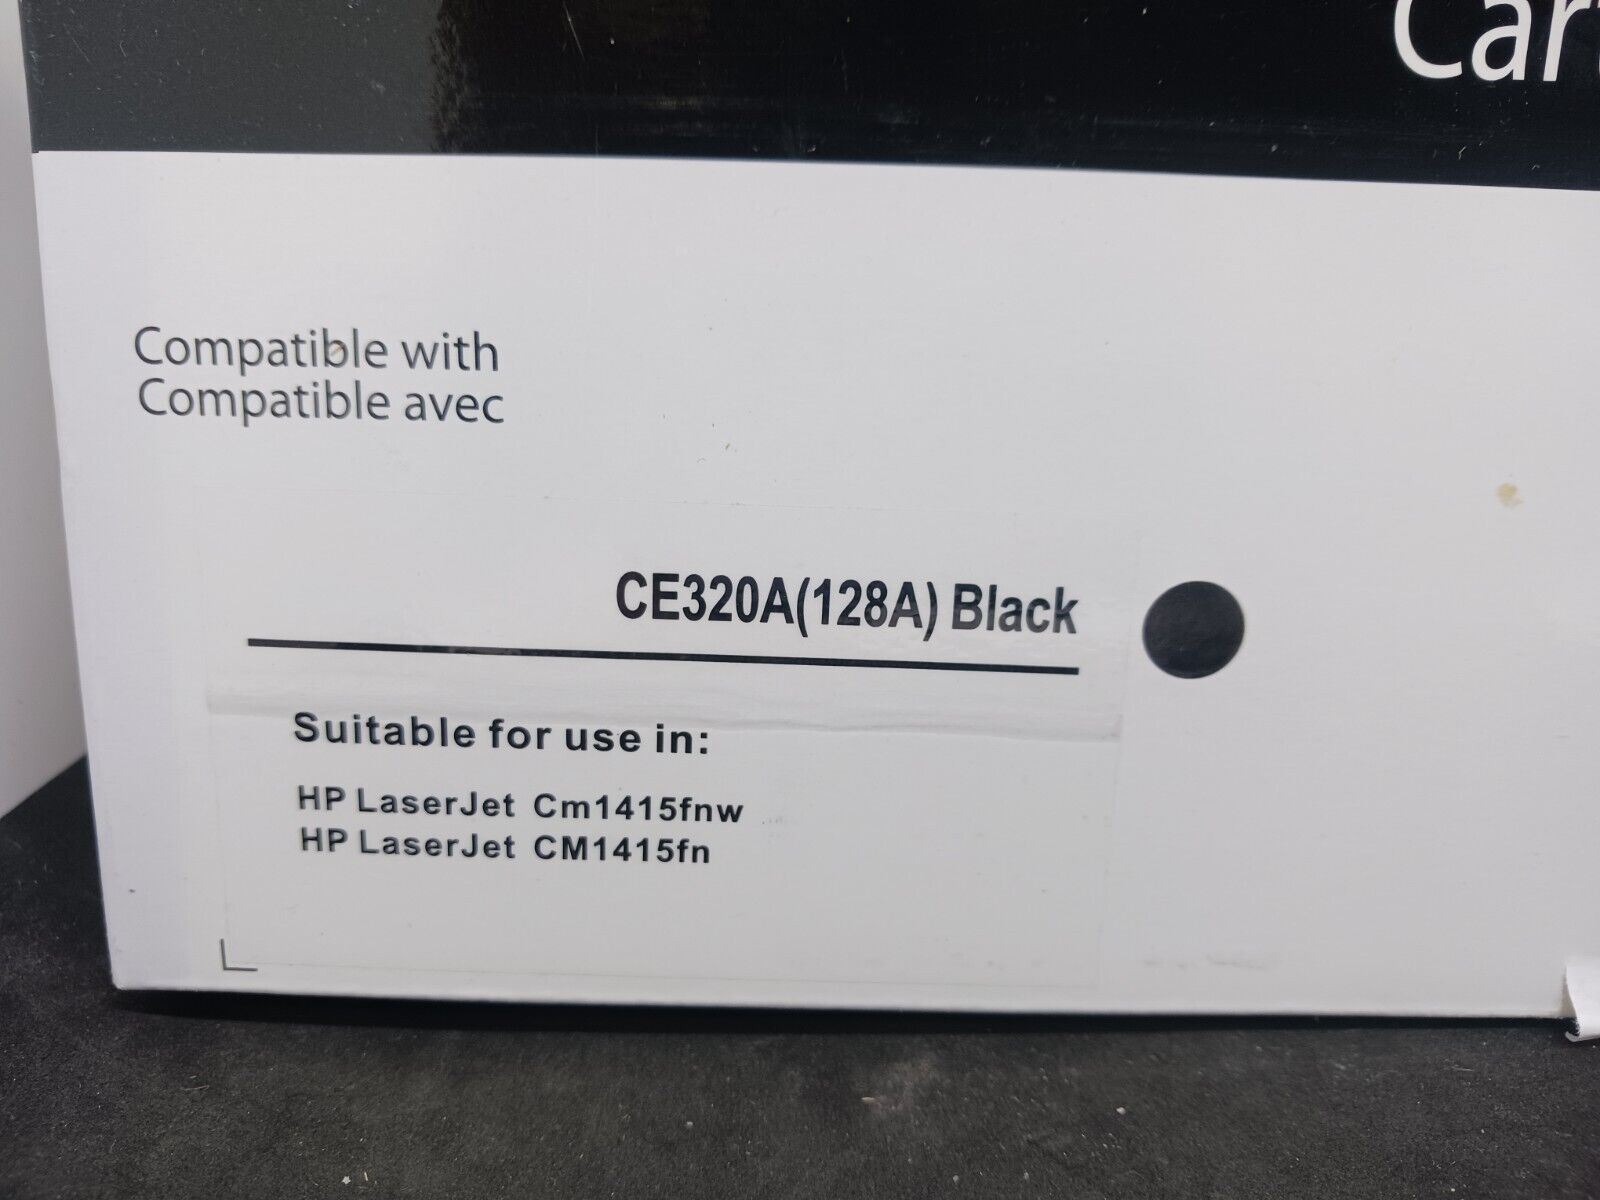 Compatible with
Compatible avec
CE320A(128A) Black
Suitable for use in:
HP LaserJet Cm1415fnw
HP LaserJet CM1415fn